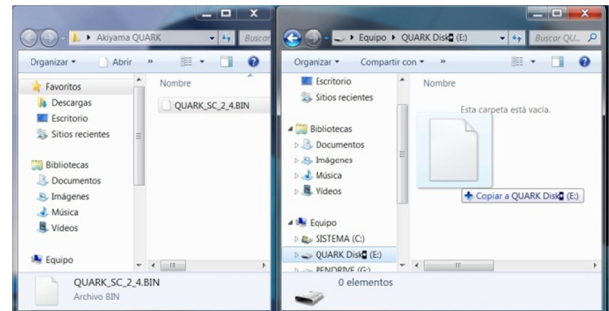 Akiyama QUARK
Buscar
Organizar
Abrir
»
Favoritos
Descargas
Escritorio
Sitios recientes
Bibliotecas
Documentos
Imágenes
Música
Vídeos
Equipo
Nombre
QUARK_SC_2_4.BIN
QUARK_SC_2_4.BIN
Archivo BIN
Equipo QUARK Disk (E:)
Buscar QU...
Organizar
Compartir con
»
Escritorio
Sitios recientes
Bibliotecas
Documentos
Imágenes
Música
Vídeos
Equipo
SISTEMA (C:)
QUARK Disk (E:)
PENDRIVE (G:)
Nombre
Esta carpeta está vacía.
Copiar a QUARK Disk (E:)
0 elementos